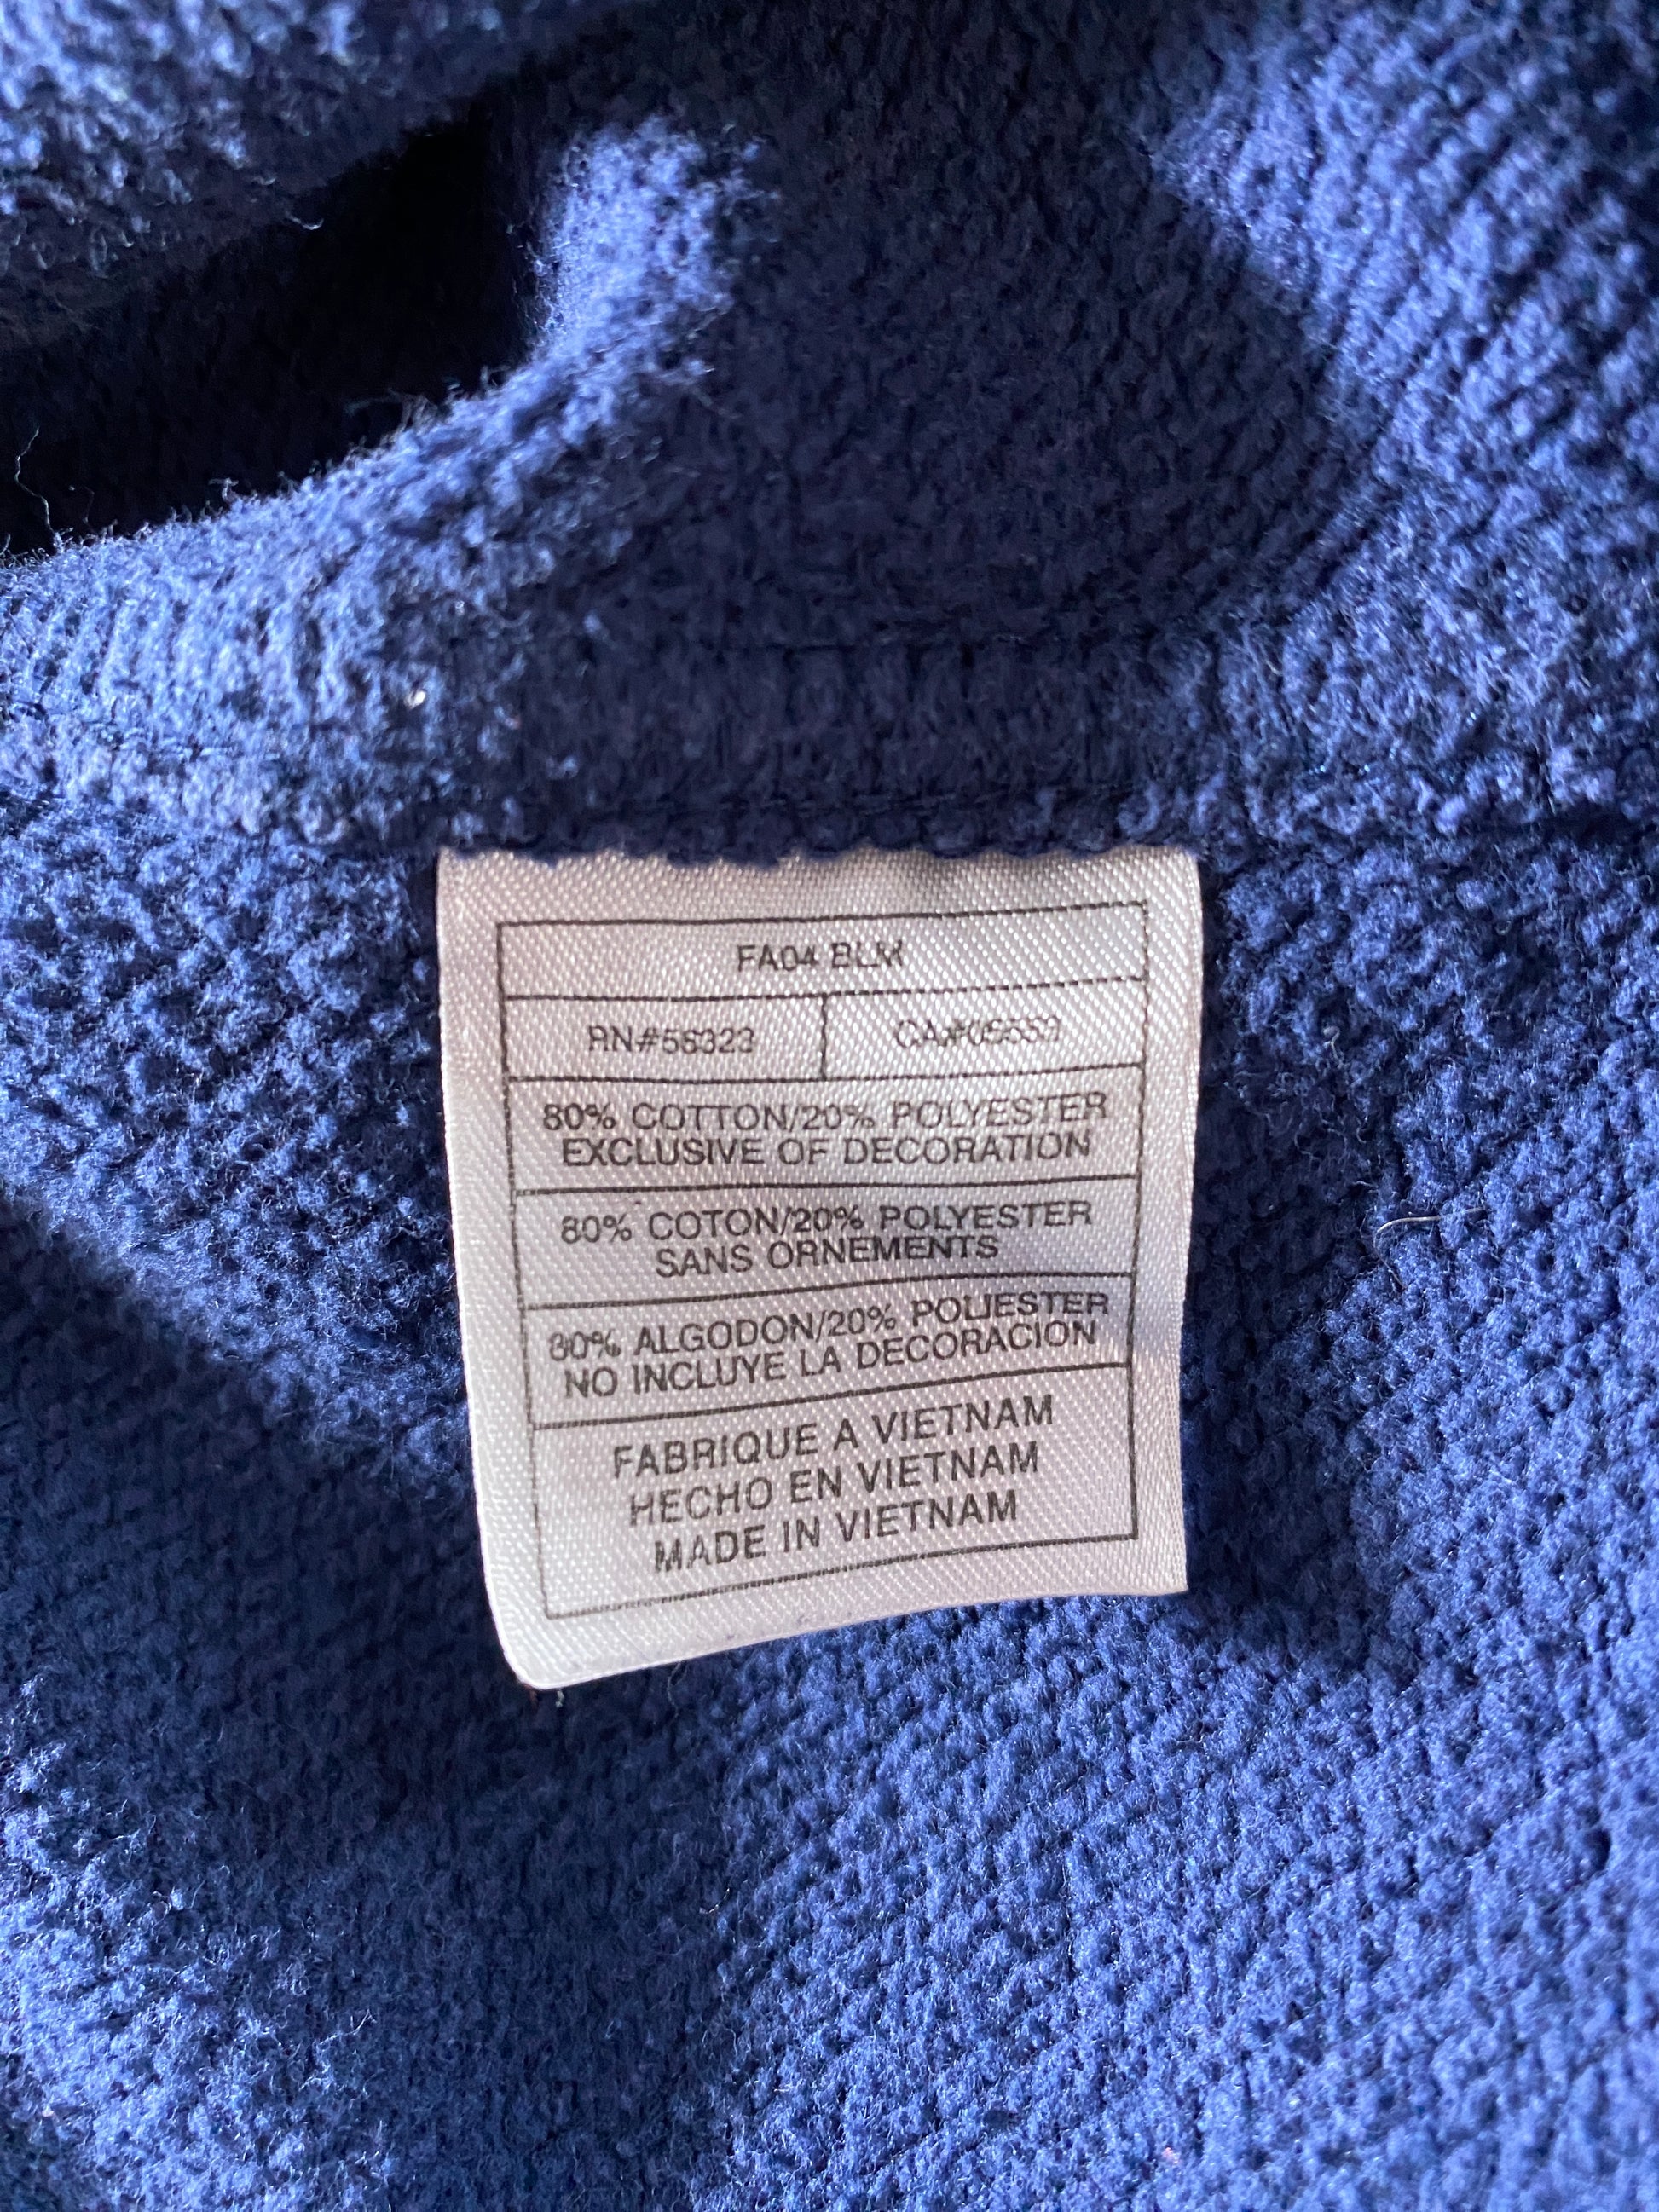 FA04 BLM
RN#56323 CA#05553
80% COTTON/20% POLYESTER
EXCLUSIVE OF DECORATION
80% COTON/20% POLYESTER
SANS ORNEMENTS
80% ALGODON/20% POLIESTER
NO INCLUYE LA DECORACION
FABRIQUE A VIETNAM
HECHO EN VIETNAM
MADE IN VIETNAM